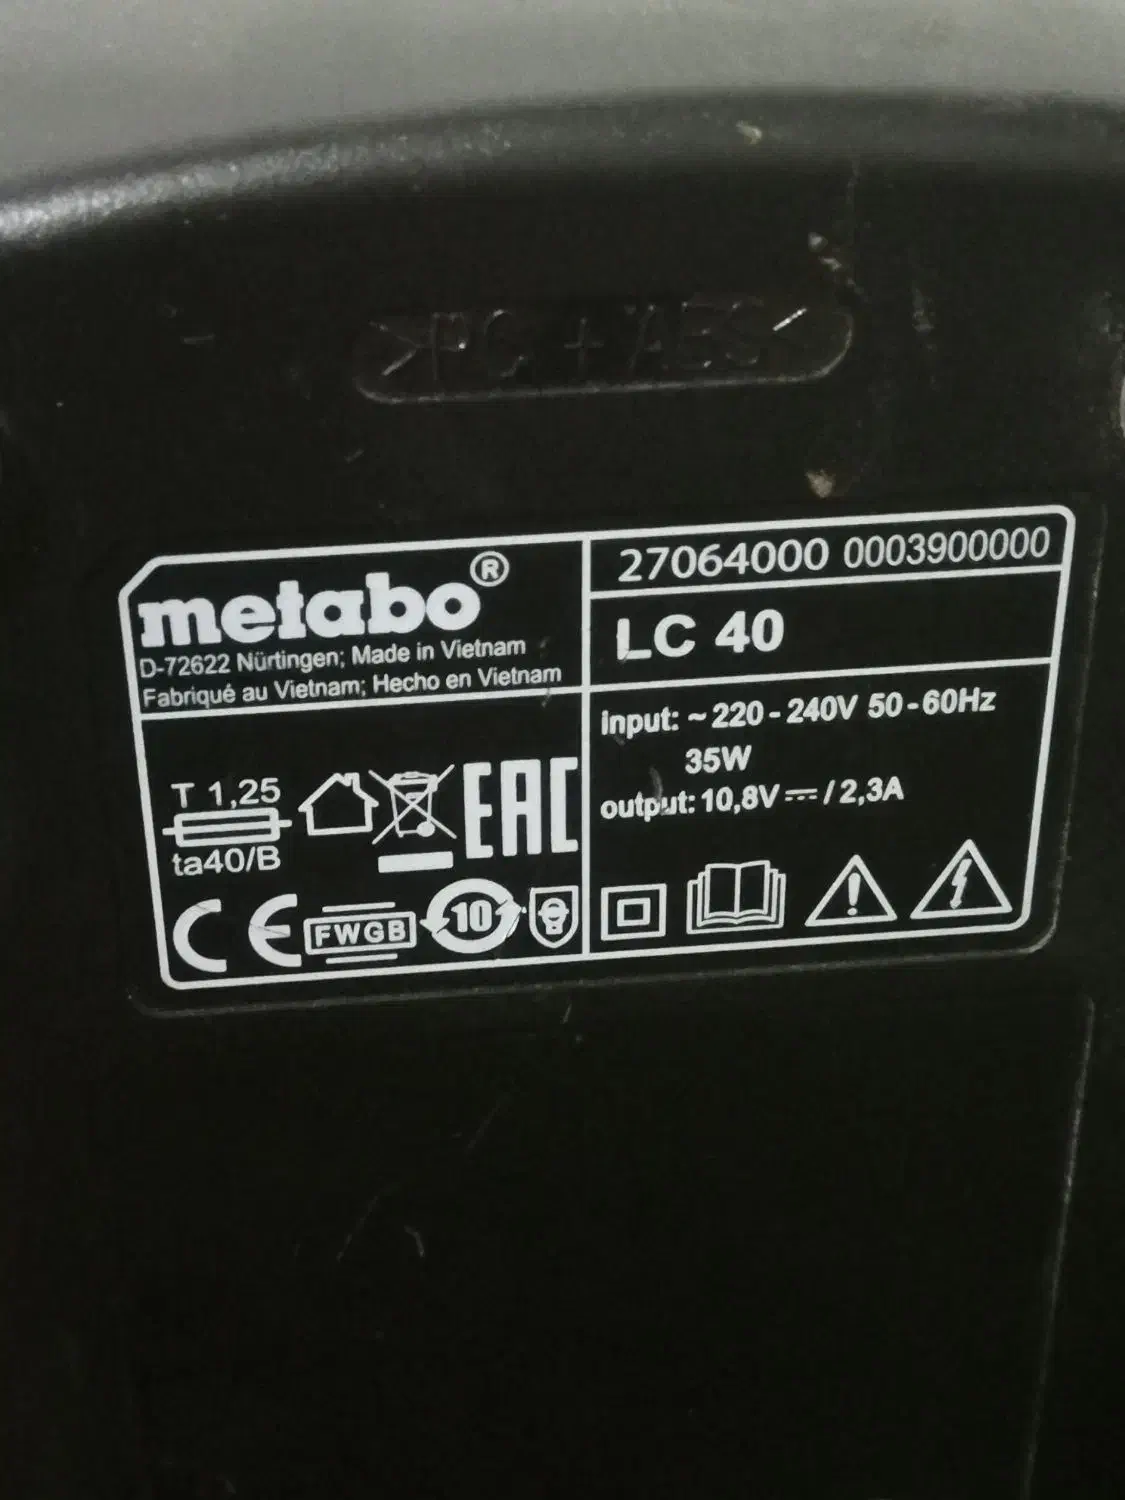 >PC + ABS<
metabo®
D-72622 Nürtingen; Made in Vietnam
Fabriqué au Vietnam; Hecho en Vietnam
27064000 0003900000
LC 40
input: ~ 220 - 240V 50 - 60Hz
35W
output: 10,8V ⎓ / 2,3A
T 1,25
ta40/B
EAC
CE
FWGB
10